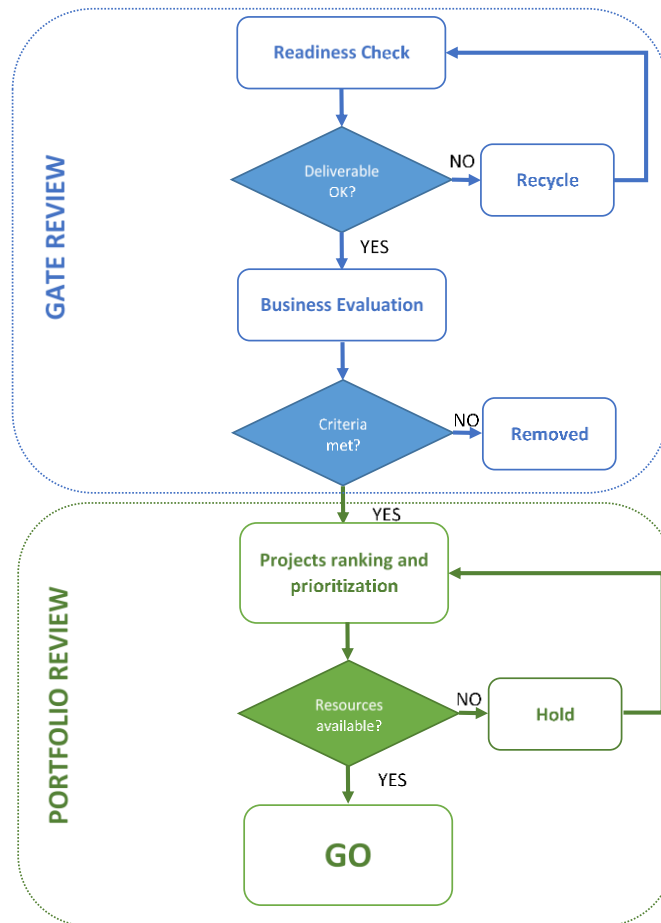 GATE REVIEW
Readiness Check
Deliverable
OK?
NO
Recycle
YES
Business Evaluation
Criteria
met?
NO
Removed
YES
PORTFOLIO REVIEW
Projects ranking and
prioritization
Resources
available?
NO
Hold
YES
GO